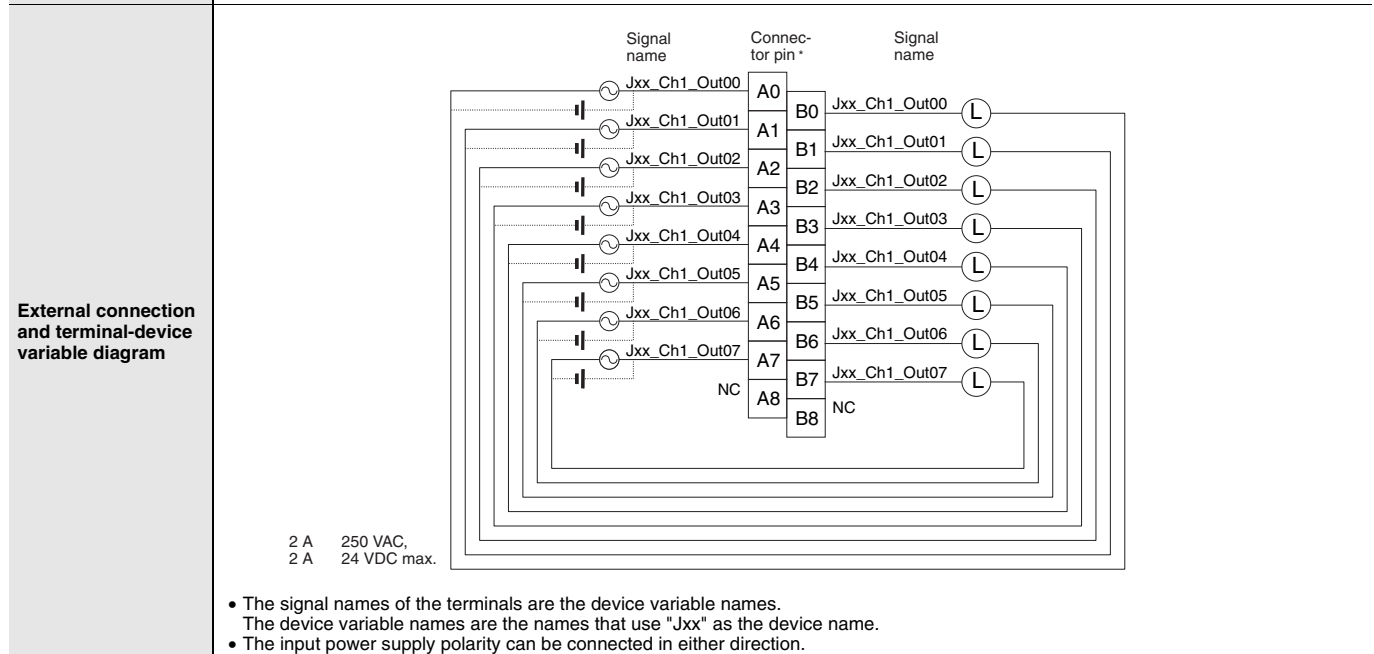 External connection
and terminal-device
variable diagram
Signal
name
Connec-
tor pin *
Signal
name
Jxx_Ch1_Out00
A0
B0
Jxx_Ch1_Out00
L
Jxx_Ch1_Out01
A1
B1
Jxx_Ch1_Out01
L
Jxx_Ch1_Out02
A2
B2
Jxx_Ch1_Out02
L
Jxx_Ch1_Out03
A3
B3
Jxx_Ch1_Out03
L
Jxx_Ch1_Out04
A4
B4
Jxx_Ch1_Out04
L
Jxx_Ch1_Out05
A5
B5
Jxx_Ch1_Out05
L
Jxx_Ch1_Out06
A6
B6
Jxx_Ch1_Out06
L
Jxx_Ch1_Out07
A7
B7
Jxx_Ch1_Out07
L
NC
A8
B8
NC
2 A 250 VAC,
2 A 24 VDC max.
• The signal names of the terminals are the device variable names.
The device variable names are the names that use "Jxx" as the device name.
• The input power supply polarity can be connected in either direction.